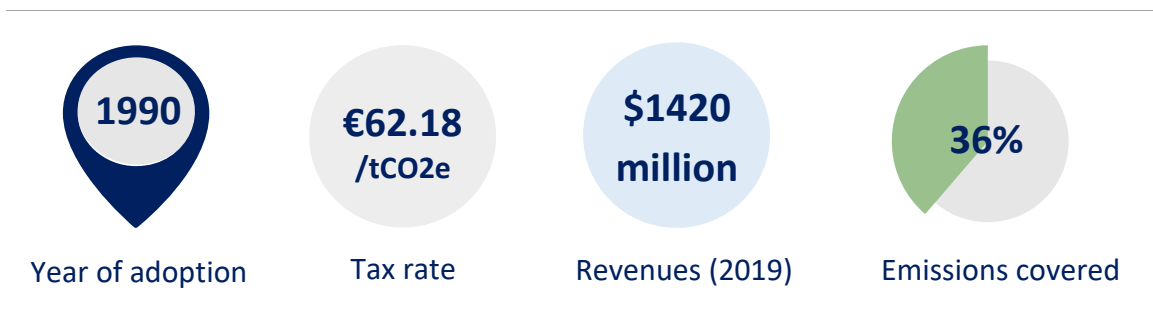 1990
€62.18
/tCO2e
$1420
million
36%
Year of adoption
Tax rate
Revenues (2019)
Emissions covered